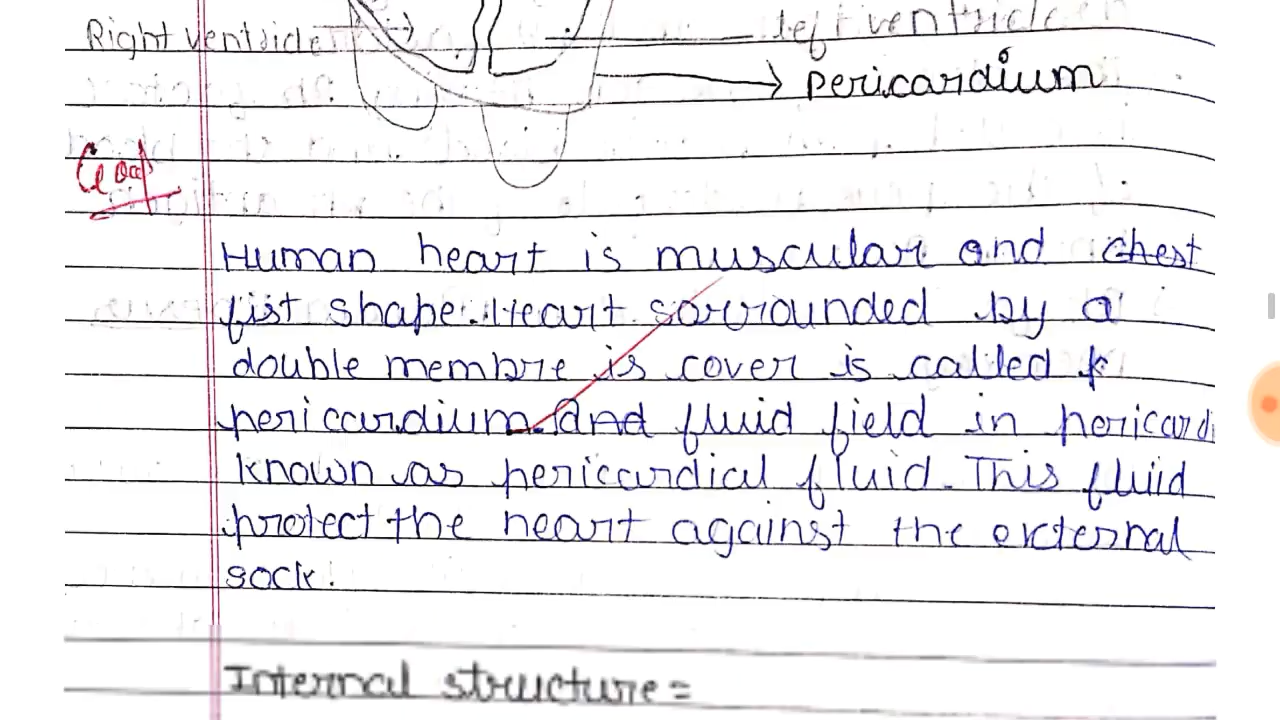 Right ventricle
left ventricle
Pericardium
Good
Human heart is muscular and chest
fist shape. Heart sorrounded by a
double membre is cover is called
pericardium. And fluid field in pericardi
known as pericardial fluid. This fluid
protect the heart against the external
sock.
Internal structure =